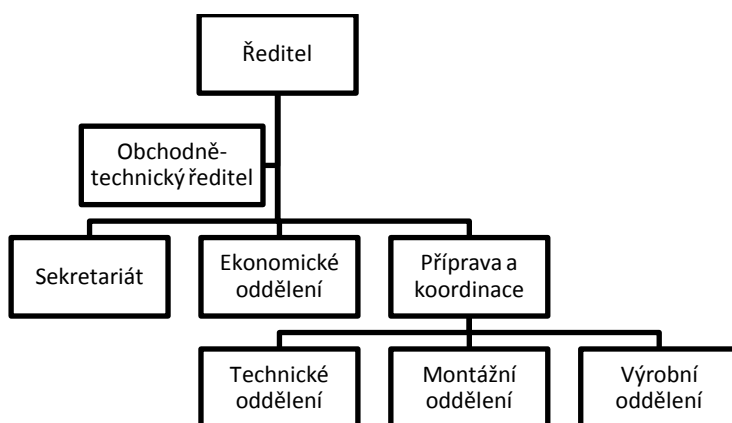 Ředitel
Obchodně-
technický ředitel
Sekretariát
Ekonomické
oddělení
Příprava a
koordinace
Technické
oddělení
Montážní
oddělení
Výrobní
oddělení